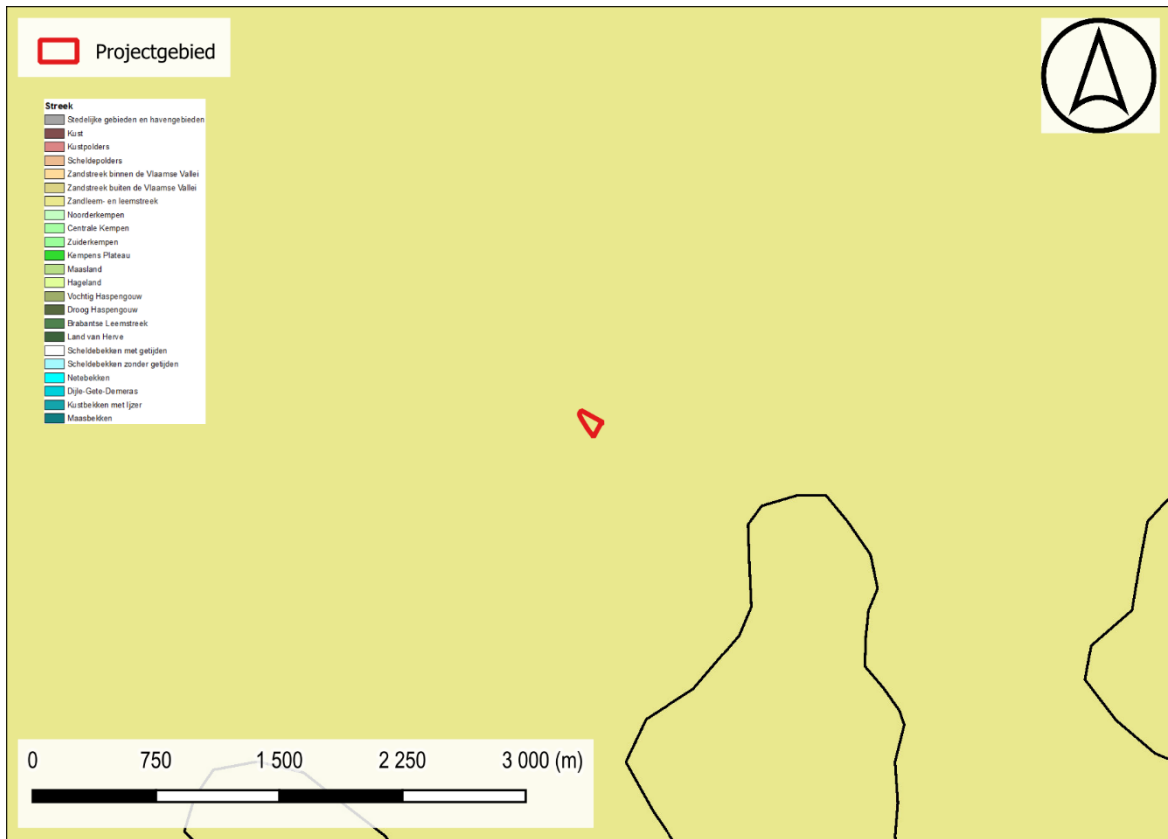 Projectgebied
Streek
Stedelijke gebieden en havengebieden
Kust
Kustpolders
Scheldepolders
Zandstreek binnen de Vlaamse Vallei
Zandstreek buiten de Vlaamse Vallei
Zandleem- en leemstreek
Noorderkempen
Centrale Kempen
Zuiderkempen
Kempens Plateau
Maasland
Hageland
Vochtig Haspengouw
Droog Haspengouw
Brabantse Leemstreek
Land van Herve
Scheldebekken met getijden
Scheldebekken zonder getijden
Netebekken
Dijle-Gete-Demeras
Kustbekken met Ijzer
Maasbekken
0 750 1 500 2 250 3 000 (m)